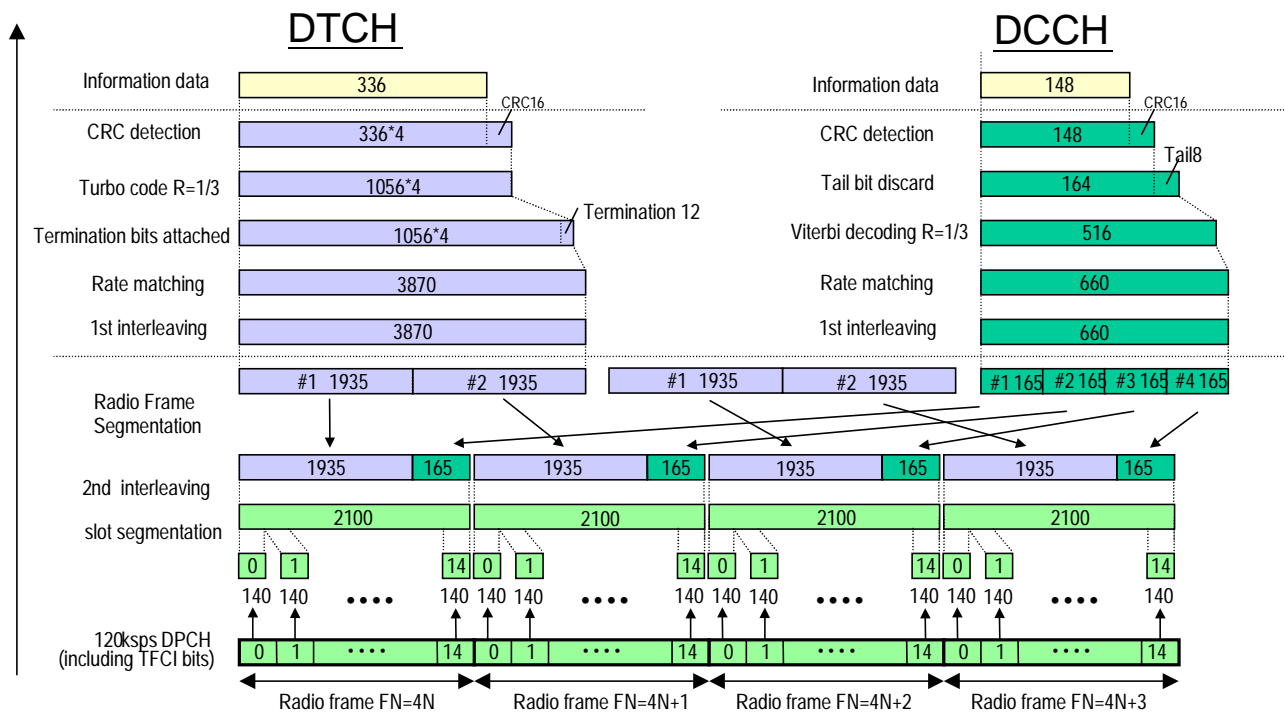 DTCH
DCCH
Information data
336
Information data
148
CRC16
CRC16
CRC detection
336*4
CRC detection
148
Tail8
Turbo code R=1/3
1056*4
Tail bit discard
164
Termination 12
Termination bits attached
1056*4
Viterbi decoding R=1/3
516
Rate matching
3870
Rate matching
660
1st interleaving
3870
1st interleaving
660
#1 1935
#2 1935
#1 1935
#2 1935
#1 165
#2 165
#3 165
#4 165
Radio Frame
Segmentation
1935
165
1935
165
1935
165
1935
165
2nd interleaving
2100
2100
2100
2100
slot segmentation
0 1 14 0 1 14 0 1 14 0 1 14
140 140 •••• 140 140 140 •••• 140 140 140 •••• 140 140 140 •••• 140
120ksps DPCH
(including TFCI bits)
0 1 •••• 14 0 1 •••• 14 0 1 •••• 14 0 1 •••• 14
Radio frame FN=4N
Radio frame FN=4N+1
Radio frame FN=4N+2
Radio frame FN=4N+3